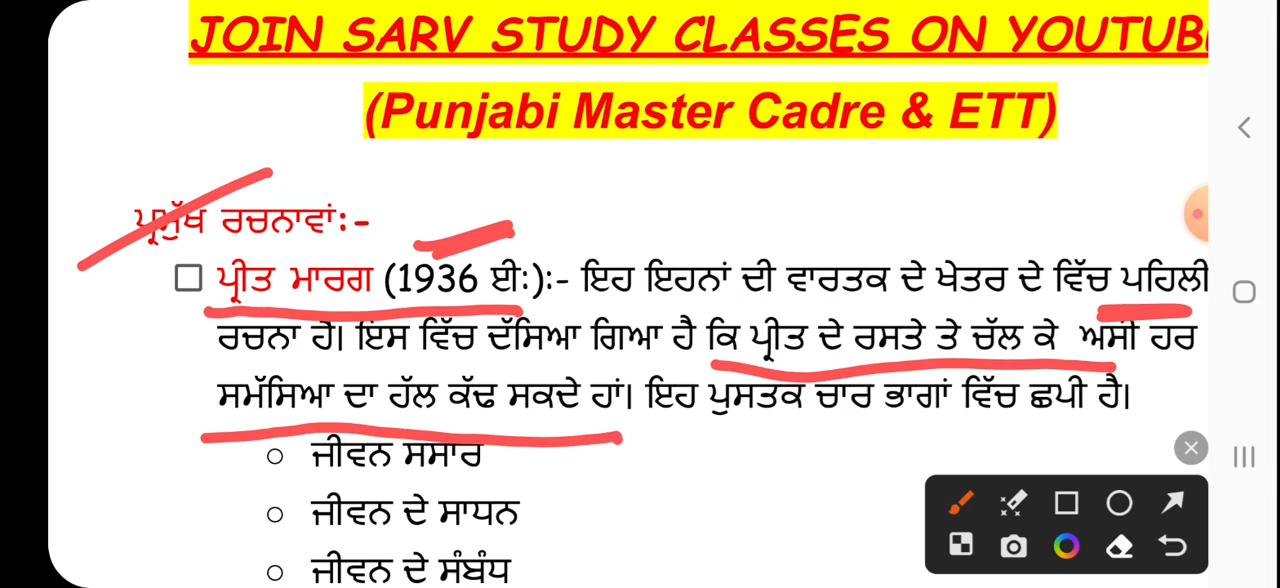 JOIN SARV STUDY CLASSES ON YOUTUB
(Punjabi Master Cadre & ETT)
ਪ੍ਰਮੁੱਖ ਰਚਨਾਵਾਂ:-
ਪ੍ਰੀਤ ਮਾਰਗ (1936 ਈ:):- ਇਹ ਇਹਨਾਂ ਦੀ ਵਾਰਤਕ ਦੇ ਖੇਤਰ ਦੇ ਵਿੱਚ ਪਹਿਲੀ
ਰਚਨਾ ਹੈ। ਇਸ ਵਿੱਚ ਦੱਸਿਆ ਗਿਆ ਹੈ ਕਿ ਪ੍ਰੀਤ ਦੇ ਰਸਤੇ ਤੇ ਚੱਲ ਕੇ ਅਸੀਂ ਹਰ
ਸਮੱਸਿਆ ਦਾ ਹੱਲ ਕੱਢ ਸਕਦੇ ਹਾਂ। ਇਹ ਪੁਸਤਕ ਚਾਰ ਭਾਗਾਂ ਵਿੱਚ ਛਪੀ ਹੈ।
ਜੀਵਨ ਸਸਾਰ
ਜੀਵਨ ਦੇ ਸਾਧਨ
ਜੀਵਨ ਦੇ ਸੰਬੰਧ